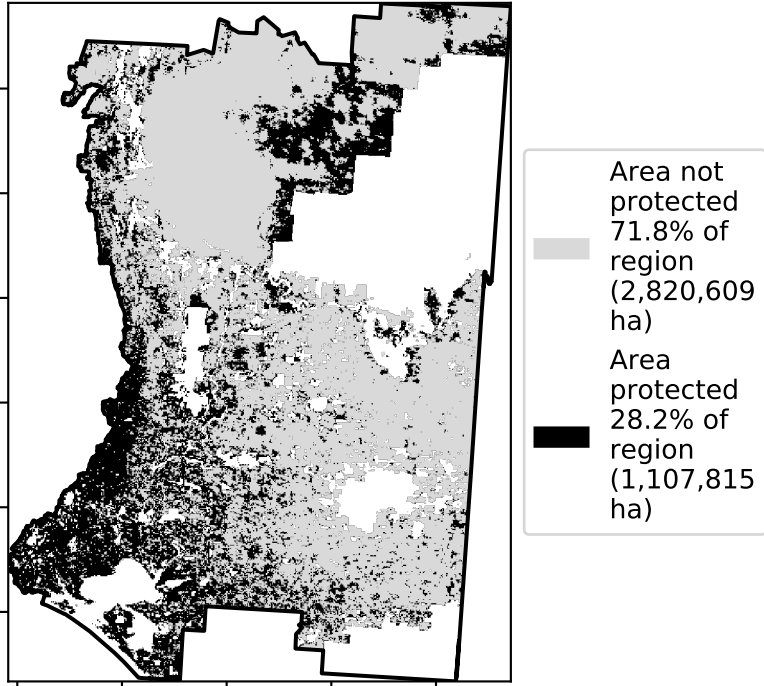 Area not
protected
71.8% of
region
(2,820,609
ha)
Area
protected
28.2% of
region
(1,107,815
ha)